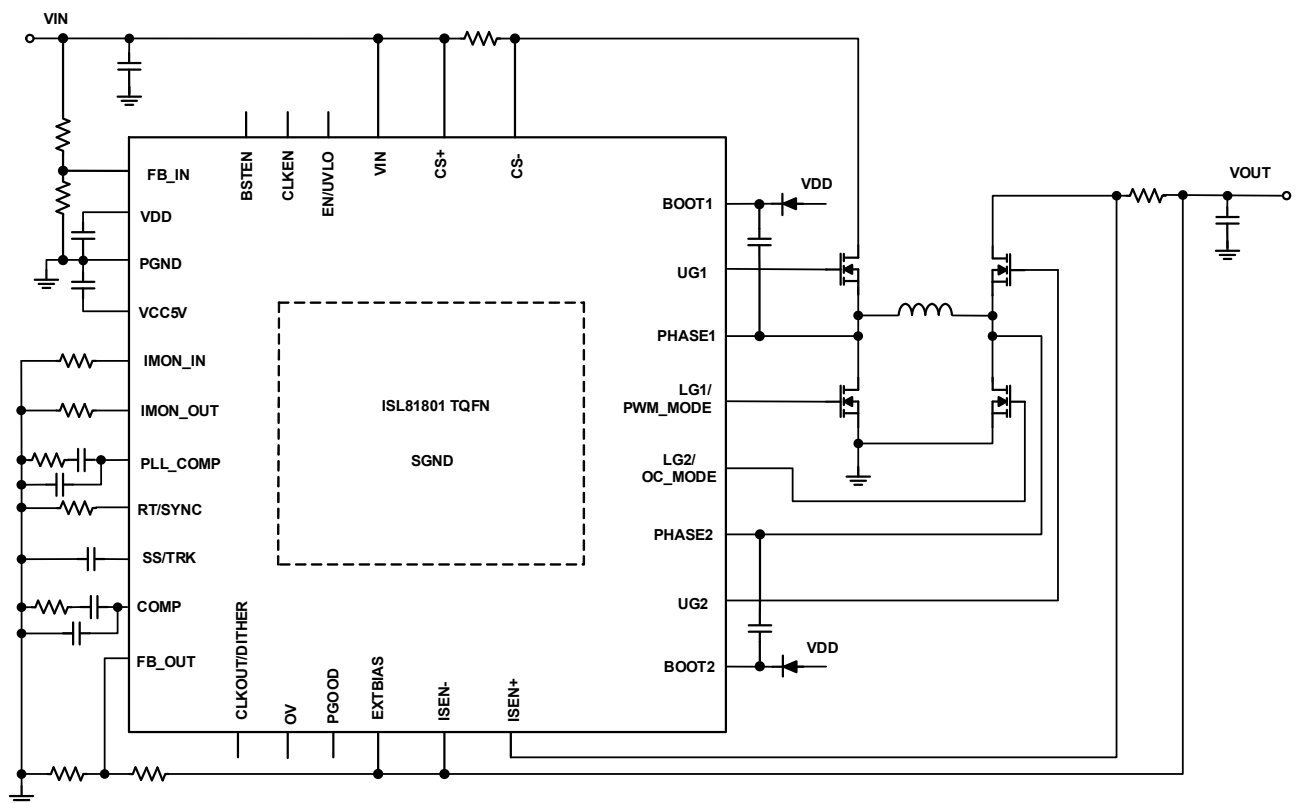 VIN
BSTEN
CLKEN
EN/UVLO
VIN
CS+
CS-
FB_IN
VDD
PGND
VCC5V
IMON_IN
IMON_OUT
PLL_COMP
RT/SYNC
SS/TRK
COMP
FB_OUT
ISL81801 TQFN
SGND
BOOT1
VDD
UG1
PHASE1
LG1/
PWM_MODE
LG2/
OC_MODE
PHASE2
UG2
BOOT2
VDD
VOUT
CLKOUT/DITHER
OV
PGOOD
EXTBIAS
ISEN-
ISEN+